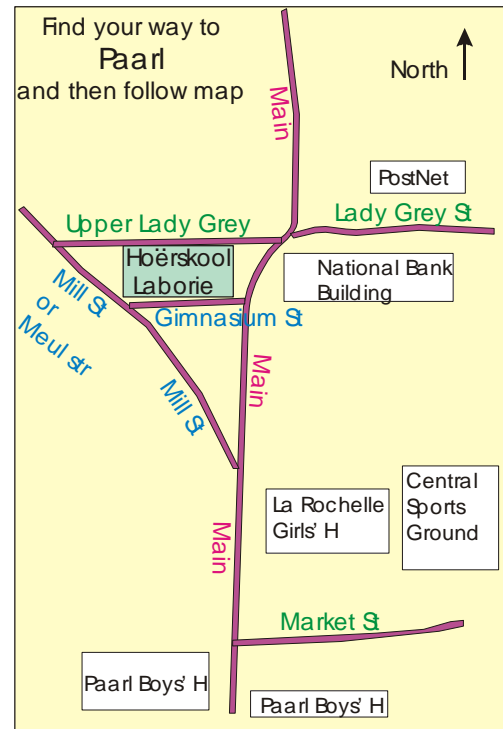 Find your way to
Paarl
and then follow map
North
Main
PostNet
Upper Lady Grey
Lady Grey St
Hoërskool
Laborie
National Bank
Building
Mill St
or
Meul str
Gimnasium St
Main
Mill St
La Rochelle
Girls' H
Central
Sports
Ground
Main
Market St
Paarl Boys' H
Paarl Boys' H